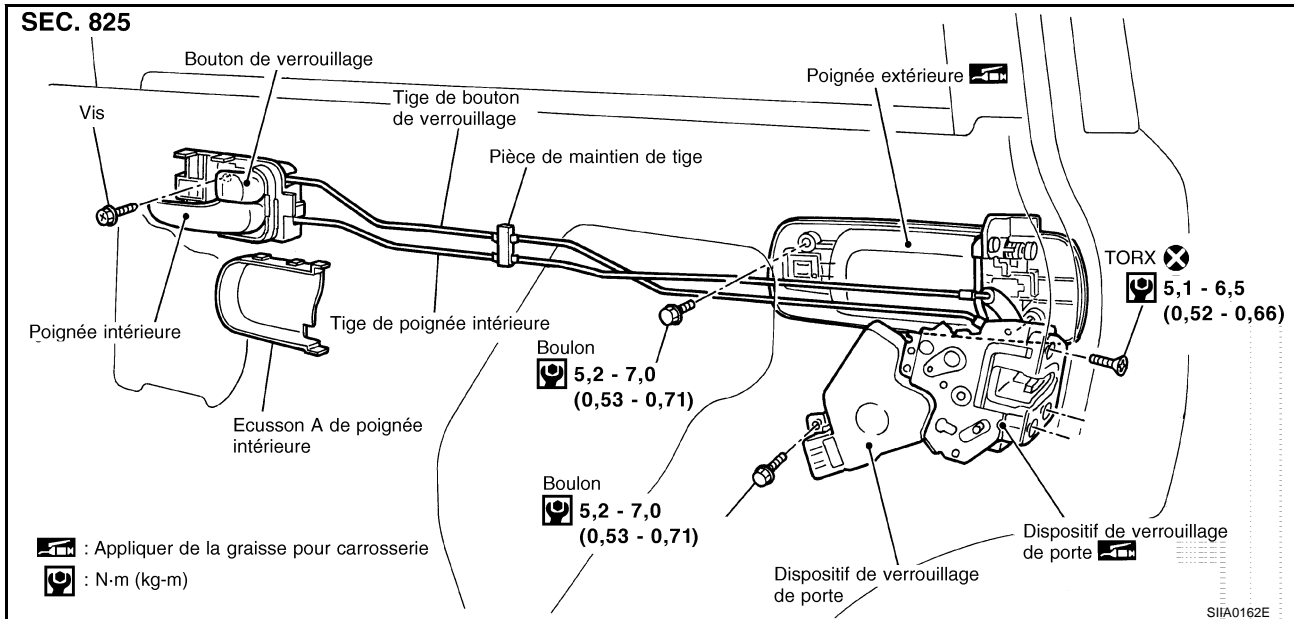 SEC. 825
Bouton de verrouillage
Poignée extérieure
Vis
Tige de bouton
de verrouillage
Pièce de maintien de tige
TORX
5,1 - 6,5
(0,52 - 0,66)
Poignée intérieure
Tige de poignée intérieure
Boulon
5,2 - 7,0
(0,53 - 0,71)
Ecusson A de poignée
intérieure
Boulon
5,2 - 7,0
(0,53 - 0,71)
Dispositif de verrouillage
de porte
: Appliquer de la graisse pour carrosserie
Dispositif de verrouillage
de porte
: N·m (kg-m)
SIIA0162E